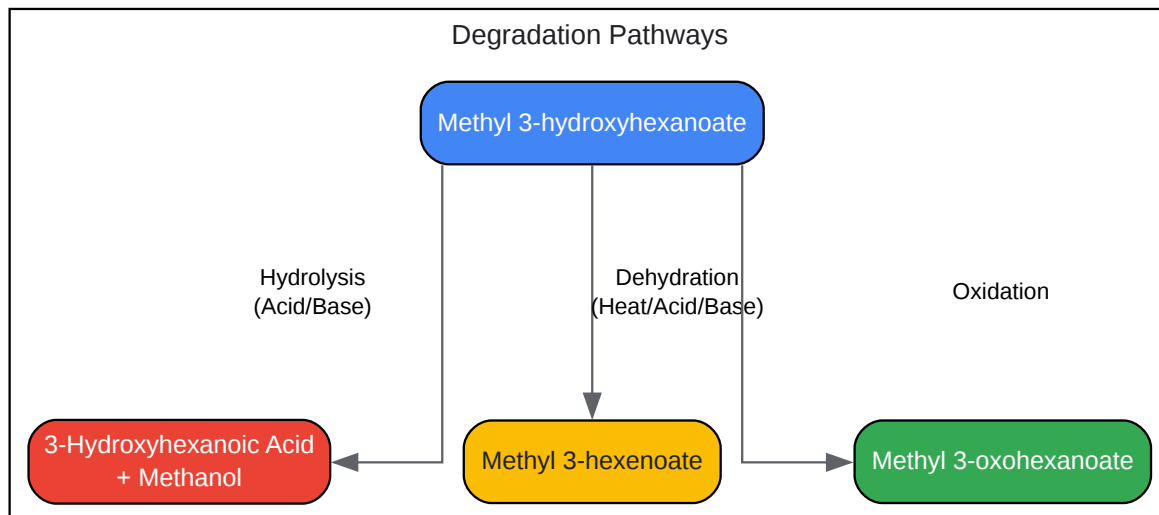 Degradation Pathways
Methyl 3-hydroxyhexanoate
Hydrolysis
(Acid/Base)
Dehydration
(Heat/Acid/Base)
Oxidation
3-Hydroxyhexanoic Acid
+ Methanol
Methyl 3-hexenoate
Methyl 3-oxohexanoate